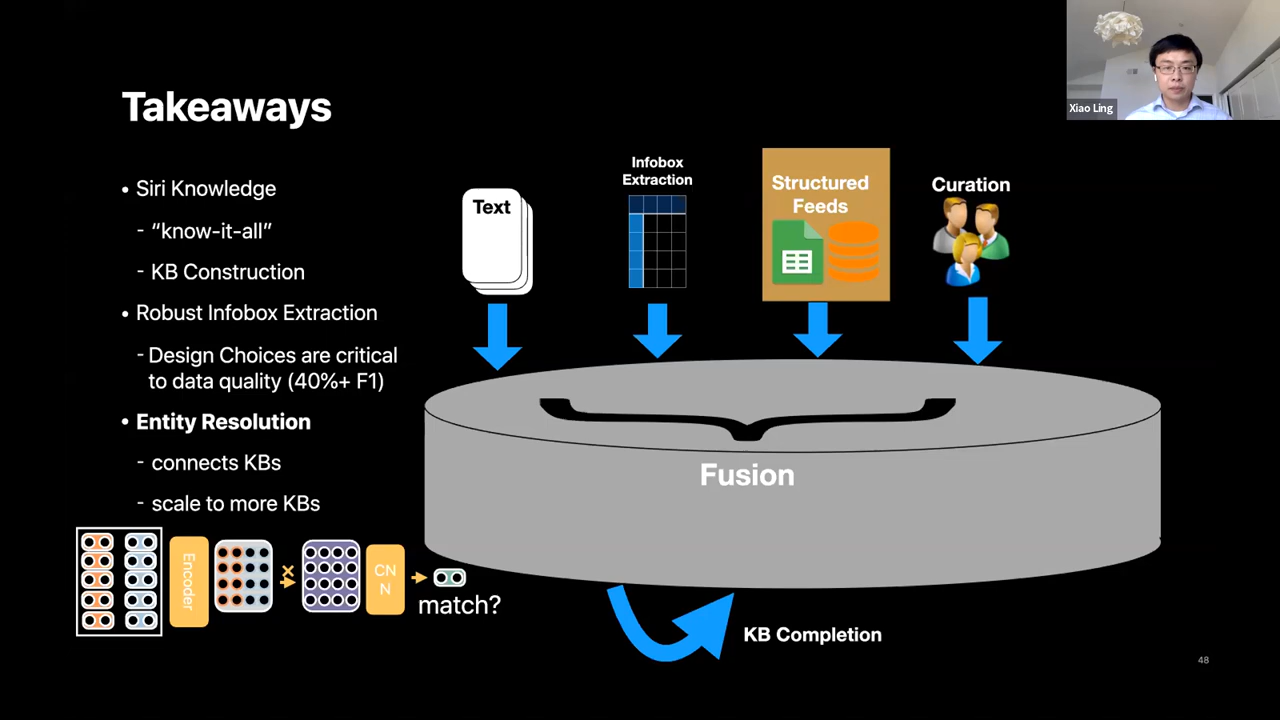 Xiao Ling
Takeaways
• Siri Knowledge
- “know-it-all”
- KB Construction
• Robust Infobox Extraction
- Design Choices are critical
to data quality (40%+ F1)
• Entity Resolution
- connects KBs
- scale to more KBs
Encoder
CN
N
match?
Text
Infobox
Extraction
Structured
Feeds
Curation
Fusion
KB Completion
48